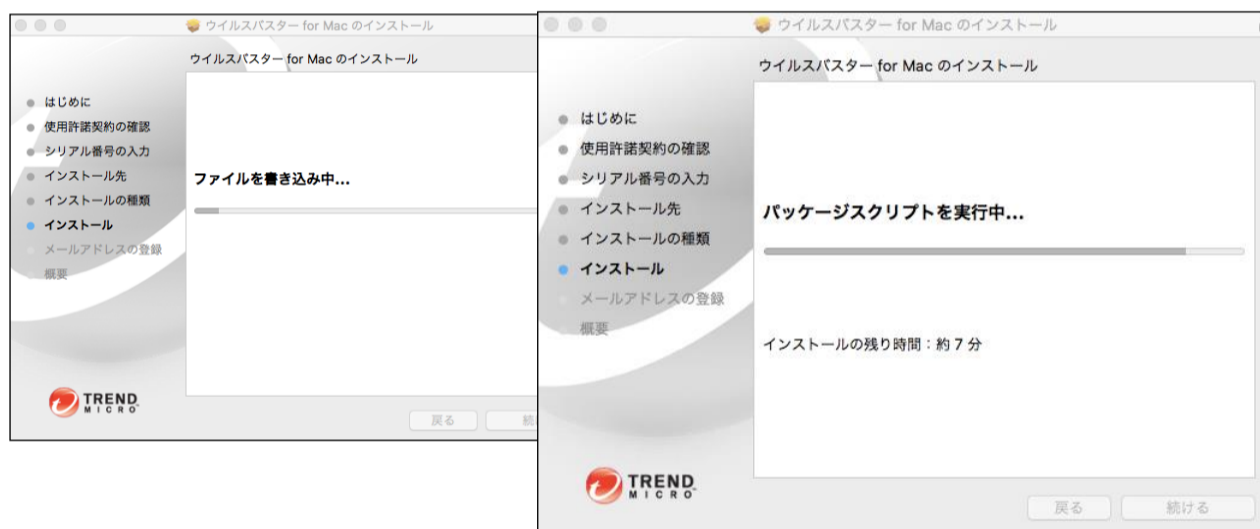 ウイルスバスター for Mac のインストール
ウイルスバスター for Mac のインストール
はじめに
使用許諾契約の確認
シリアル番号の入力
インストール先
インストールの種類
インストール
メールアドレスの登録
概要
ファイルを書き込み中...
TREND
MICRO
戻る
続
ウイルスバスター for Mac のインストール
ウイルスバスター for Mac のインストール
はじめに
使用許諾契約の確認
シリアル番号の入力
インストール先
インストールの種類
インストール
メールアドレスの登録
概要
パッケージスクリプトを実行中...
インストールの残り時間：約 7 分
TREND
MICRO
戻る
続ける